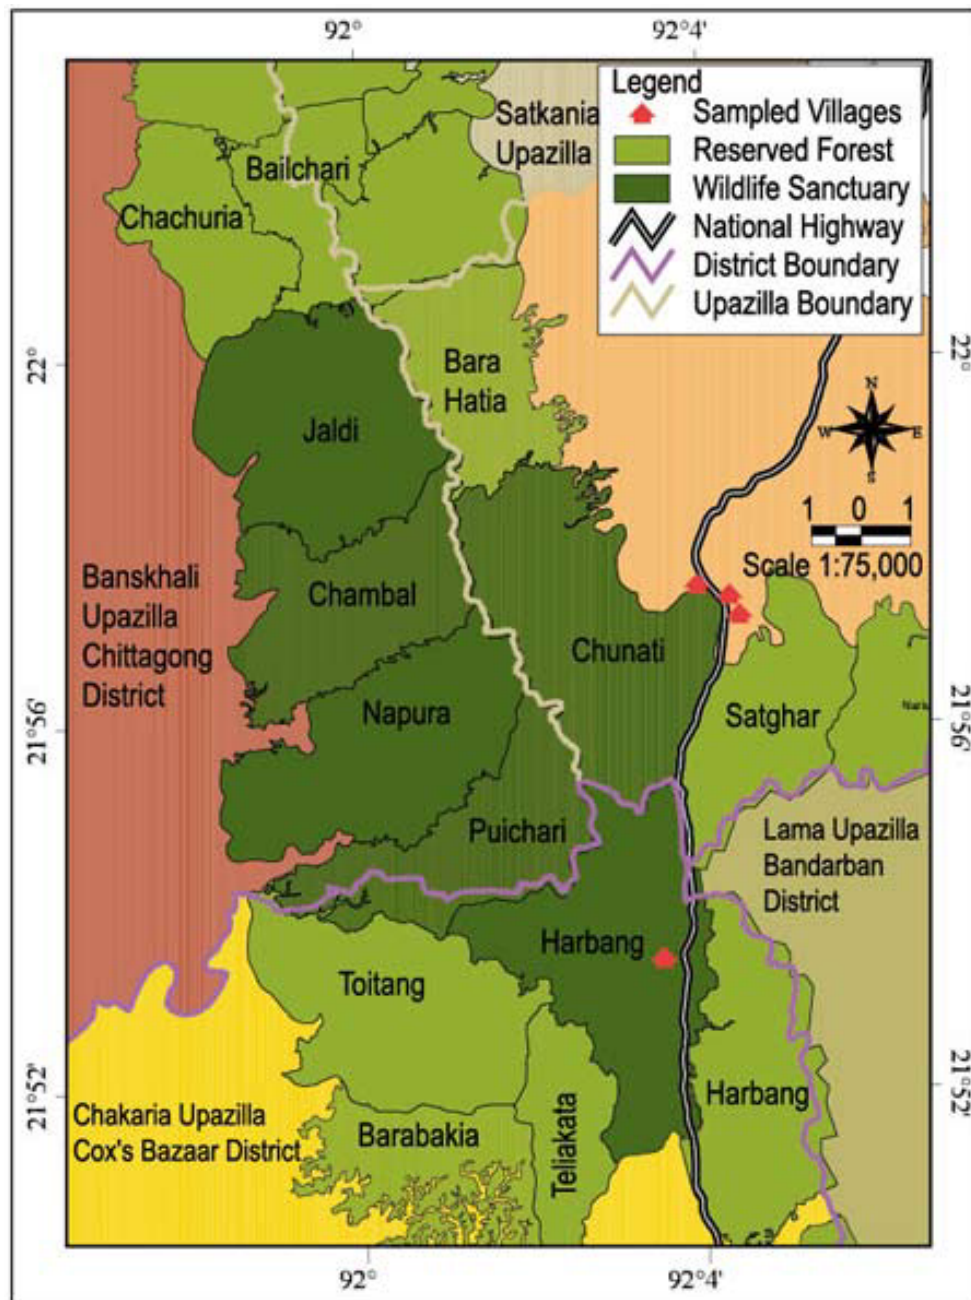 92°
92°4'
Legend
Sampled Villages
Reserved Forest
Wildlife Sanctuary
National Highway
District Boundary
Upazilla Boundary
Satkania
Upazilla
Bailchari
Chachuria
22°
22°
Bara
Hatia
Jaldi
N
W
E
S
1 0 1
Scale 1:75,000
Banskhali
Upazilla
Chittagong
District
Chambal
Chunati
Napura
Satghar
21°56'
21°56'
Puichari
Lama Upazilla
Bandarban
District
Harbang
Toitang
21°52'
21°52'
Harbang
Chakaria Upazilla
Cox's Bazaar District
Barabakia
Teliakata
92°
92°4'